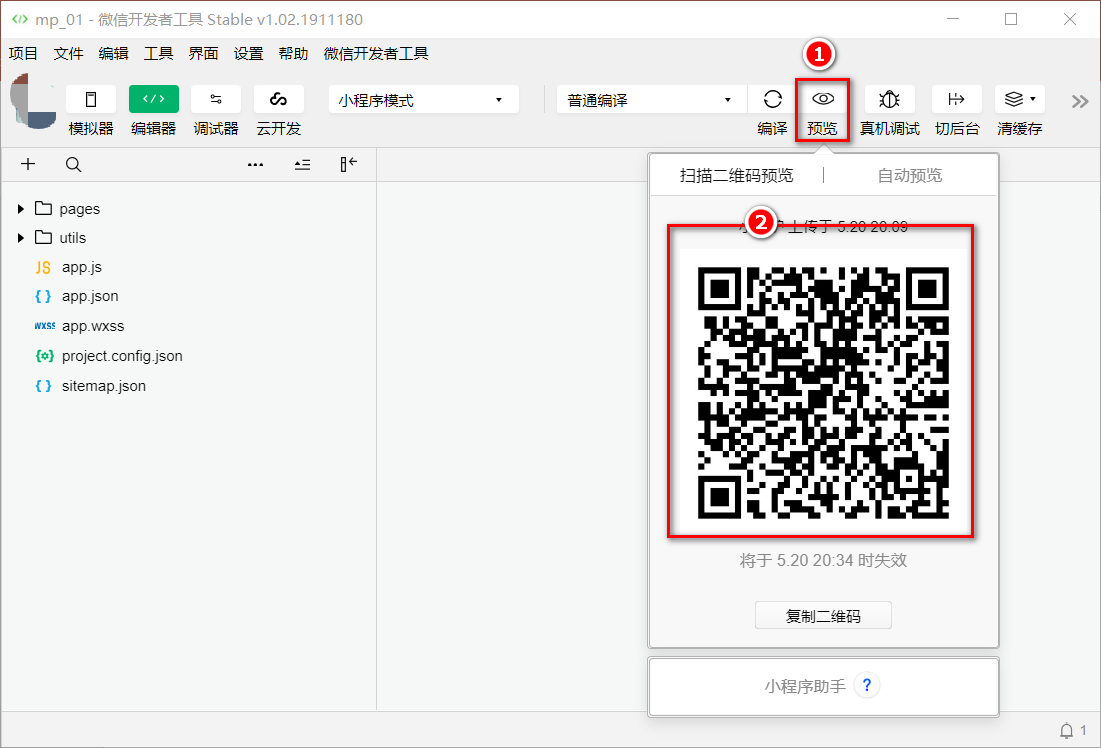 mp_01 - 微信开发者工具 Stable v1.02.1911180
项目 文件 编辑 工具 界面 设置 帮助 微信开发者工具
1
小程序模式 普通编译
模拟器 编辑器 调试器 云开发 编译 预览 真机调试 切后台 清缓存
扫描二维码预览 自动预览
pages
2
上传于 5.20 20:09
utils
JS app.js
{ } app.json
WXSS app.wxss
project.config.json
{ } sitemap.json
将于 5.20 20:34 时失效
复制二维码
小程序助手 ?
1